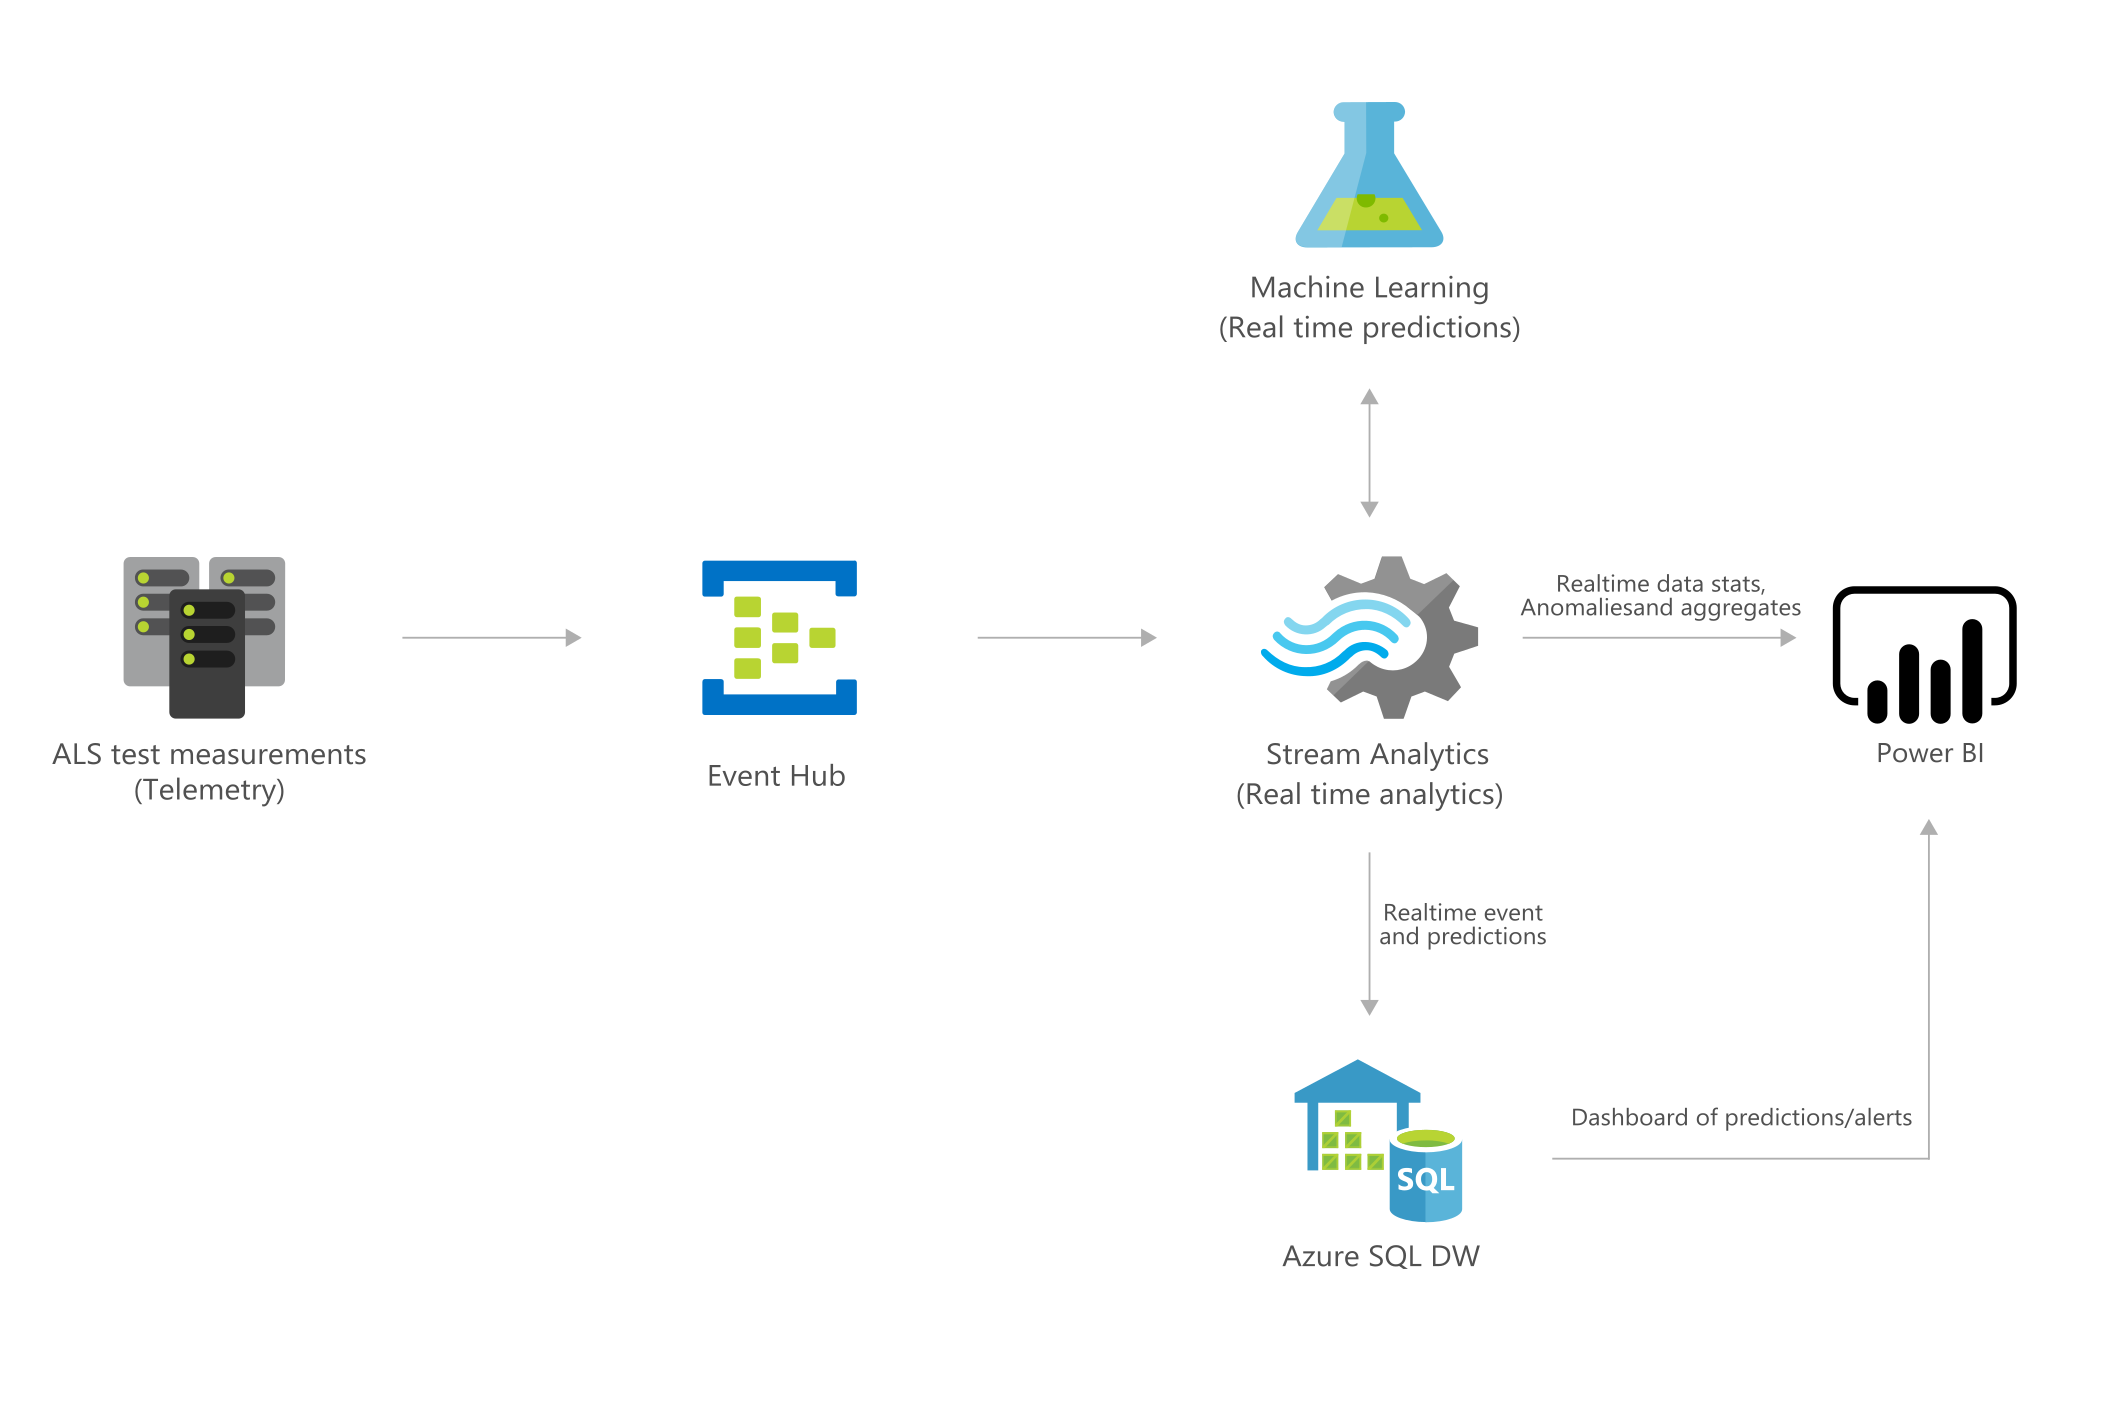 Machine Learning
(Real time predictions)
ALS test measurements
(Telemetry)
Event Hub
Stream Analytics
(Real time analytics)
Realtime data stats,
Anomaliesand aggregates
Power BI
Realtime event
and predictions
Dashboard of predictions/alerts
SQL
Azure SQL DW